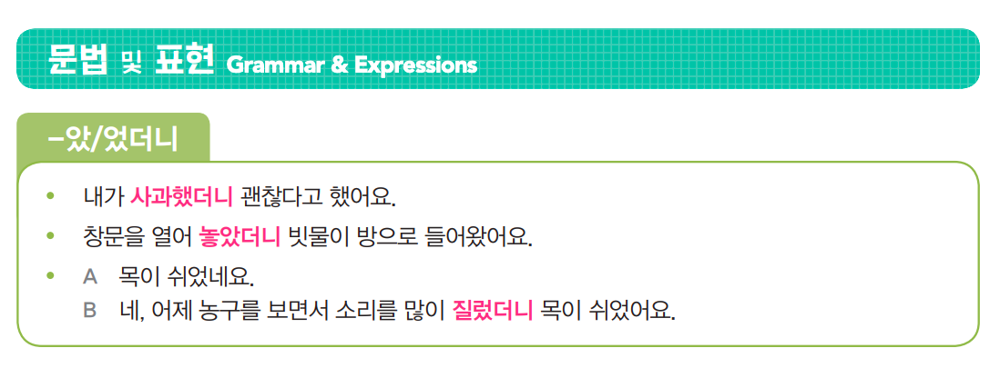 문법 및 표현 Grammar & Expressions
–았/었더니
• 내가 사과했더니 괜찮다고 했어요.
• 창문을 열어 놓았더니 빗물이 방으로 들어왔어요.
• A 목이 쉬었네요.
B 네, 어제 농구를 보면서 소리를 많이 질렀더니 목이 쉬었어요.